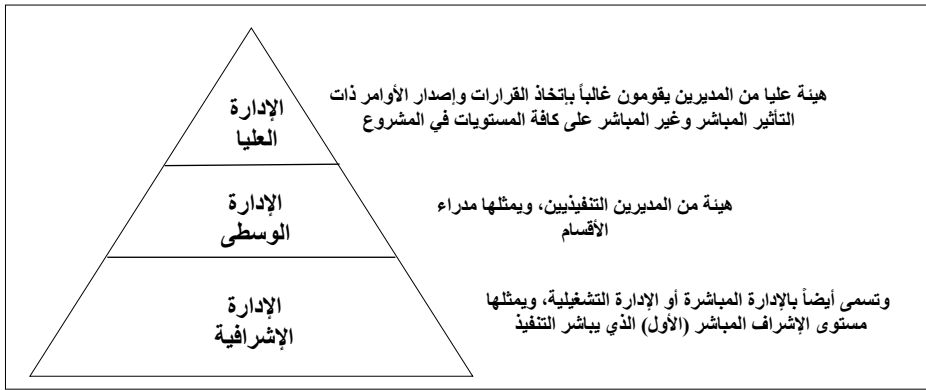 الإدارة
العليا
هيئة عليا من المديرين يقومون غالباً بإتخاذ القرارات وإصدار الأوامر ذات
التأثير المباشر وغير المباشر على كافة المستويات في المشروع
الإدارة
الوسطى
هيئة من المديرين التنفيذيين، ويمثلها مدراء
الأقسام
الإدارة
الإشرافية
وتسمى أيضاً بالإدارة المباشرة أو الإدارة التشغيلية، ويمثلها
مستوى الإشراف المباشر (الأول) الذي يباشر التنفيذ